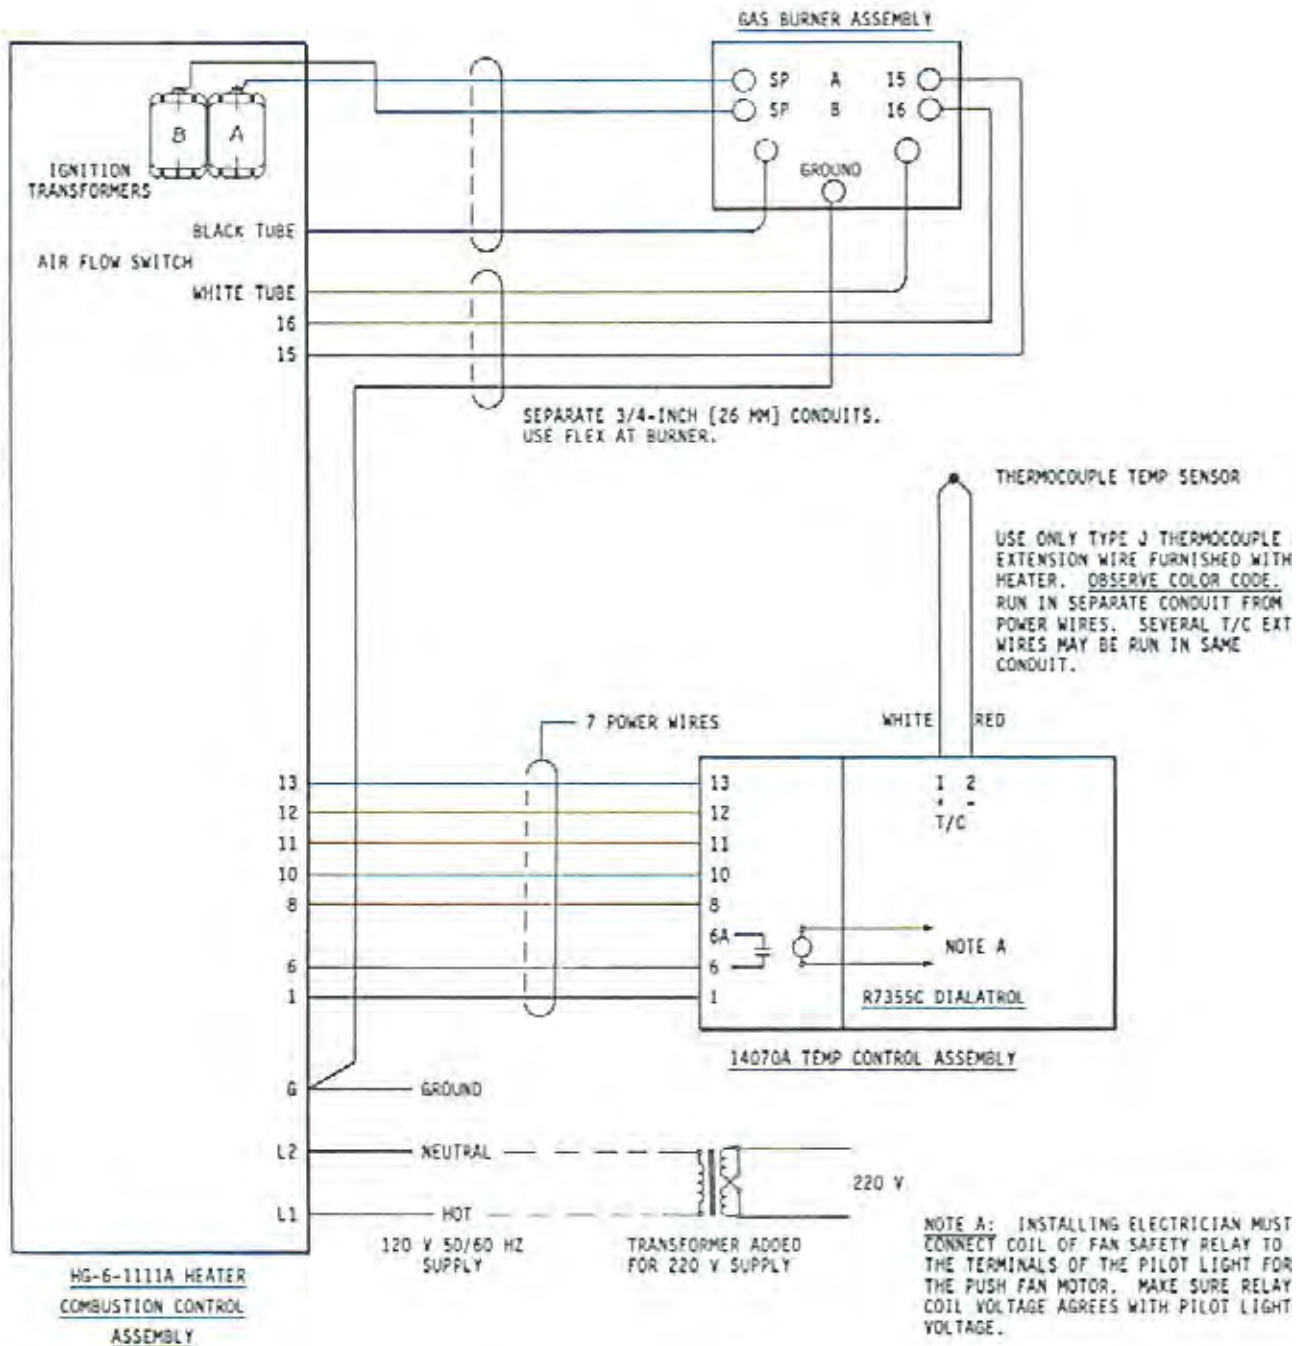 GAS BURNER ASSEMBLY
SP A 15
SP B 16
GROUND
B A
IGNITION
TRANSFORMERS
BLACK TUBE
AIR FLOW SWITCH
WHITE TUBE
16
15
SEPARATE 3/4-INCH [26 MM] CONDUITS.
USE FLEX AT BURNER.
THERMOCOUPLE TEMP SENSOR
USE ONLY TYPE J THERMOCOUPLE
EXTENSION WIRE FURNISHED WITH
HEATER. OBSERVE COLOR CODE.
RUN IN SEPARATE CONDUIT FROM
POWER WIRES. SEVERAL T/C EXT
WIRES MAY BE RUN IN SAME
CONDUIT.
7 POWER WIRES
WHITE RED
13
12
11
10
8
6
1
13
12
11
10
8
6A
6
1
1 2
+ -
T/C
NOTE A
R7355C DIALATROL
14070A TEMP CONTROL ASSEMBLY
G GROUND
L2 NEUTRAL
220 V
L1 HOT
120 V 50/60 HZ
SUPPLY
TRANSFORMER ADDED
FOR 220 V SUPPLY
HG-6-1111A HEATER
COMBUSTION CONTROL
ASSEMBLY
NOTE A: INSTALLING ELECTRICIAN MUST
CONNECT COIL OF FAN SAFETY RELAY TO
THE TERMINALS OF THE PILOT LIGHT FOR
THE PUSH FAN MOTOR. MAKE SURE RELAY
COIL VOLTAGE AGREES WITH PILOT LIGHT
VOLTAGE.